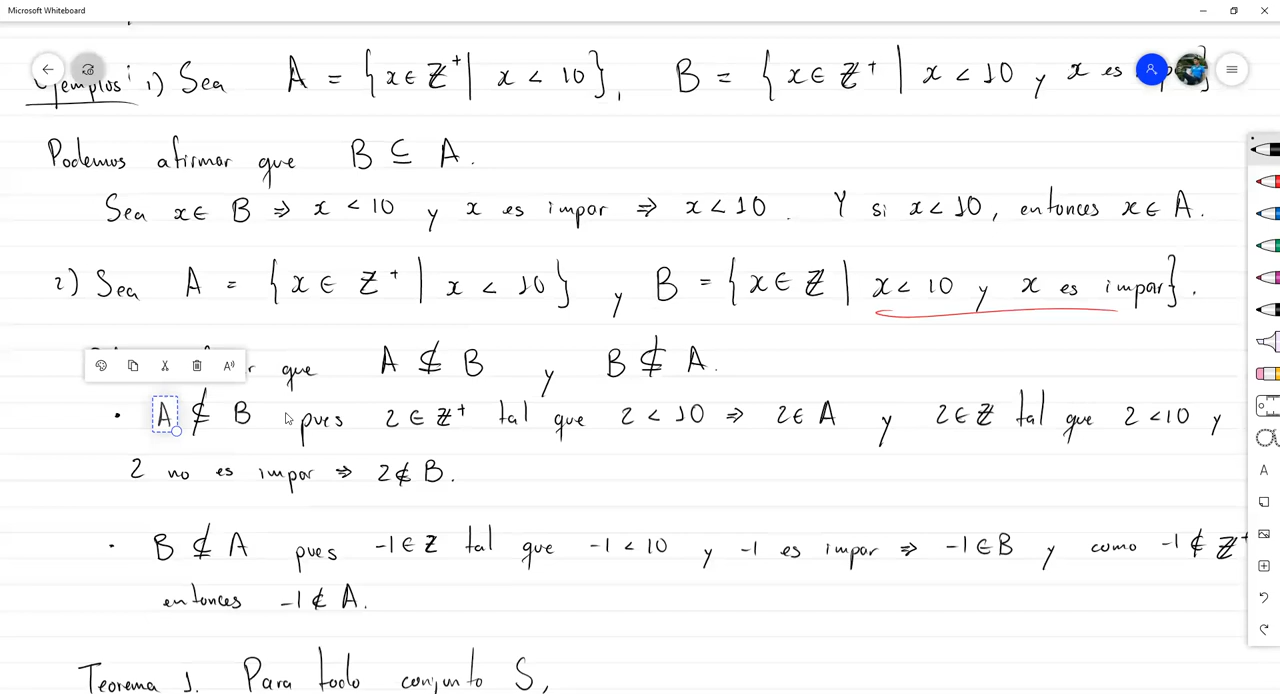 Microsoft Whiteboard
Ejemplos: 1) Sea A = {x ∈ Z⁺ | x < 10}, B = {x ∈ Z⁺ | x < 10 y x es
Podemos afirmar que B ⊆ A.
Sea x ∈ B ⇒ x < 10 y x es impar ⇒ x < 10. Y si x < 10, entonces x ∈ A.
2) Sea A = {x ∈ Z⁺ | x < 10} y B = {x ∈ Z | x < 10 y x es impar}.
que A ⊈ B y B ⊈ A.
• A ⊈ B pues 2 ∈ Z⁺ tal que 2 < 10 ⇒ 2 ∈ A y 2 ∈ Z tal que 2 < 10 y
2 no es impar ⇒ 2 ∉ B.
• B ⊈ A pues -1 ∈ Z tal que -1 < 10 y -1 es impar ⇒ -1 ∈ B y como -1 ∉ Z⁺
entonces -1 ∉ A.
Teorema 1. Para todo conjunto S,